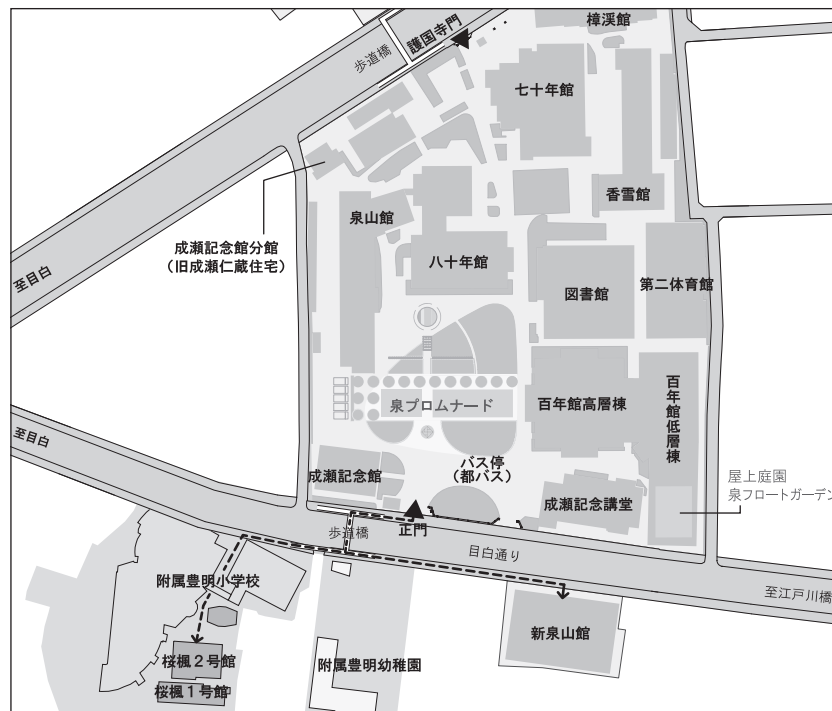 樟渓館
護国寺門
歩道橋
七十年館
香雪館
泉山館
成瀬記念館分館
（旧成瀬仁蔵住宅）
八十年館
至目白
図書館
第二体育館
百年館高層棟
百年館低層棟
泉プロムナード
至目白
バス停
（都バス）
成瀬記念館
成瀬記念講堂
屋上庭園
泉フロートガーデン
正門
歩道橋
目白通り
附属豊明小学校
至江戸川橋
新泉山館
桜楓２号館
附属豊明幼稚園
桜楓１号館